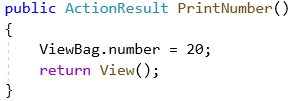 public ActionResult PrintNumber()
{
    ViewBag.number = 20;
    return View();
}